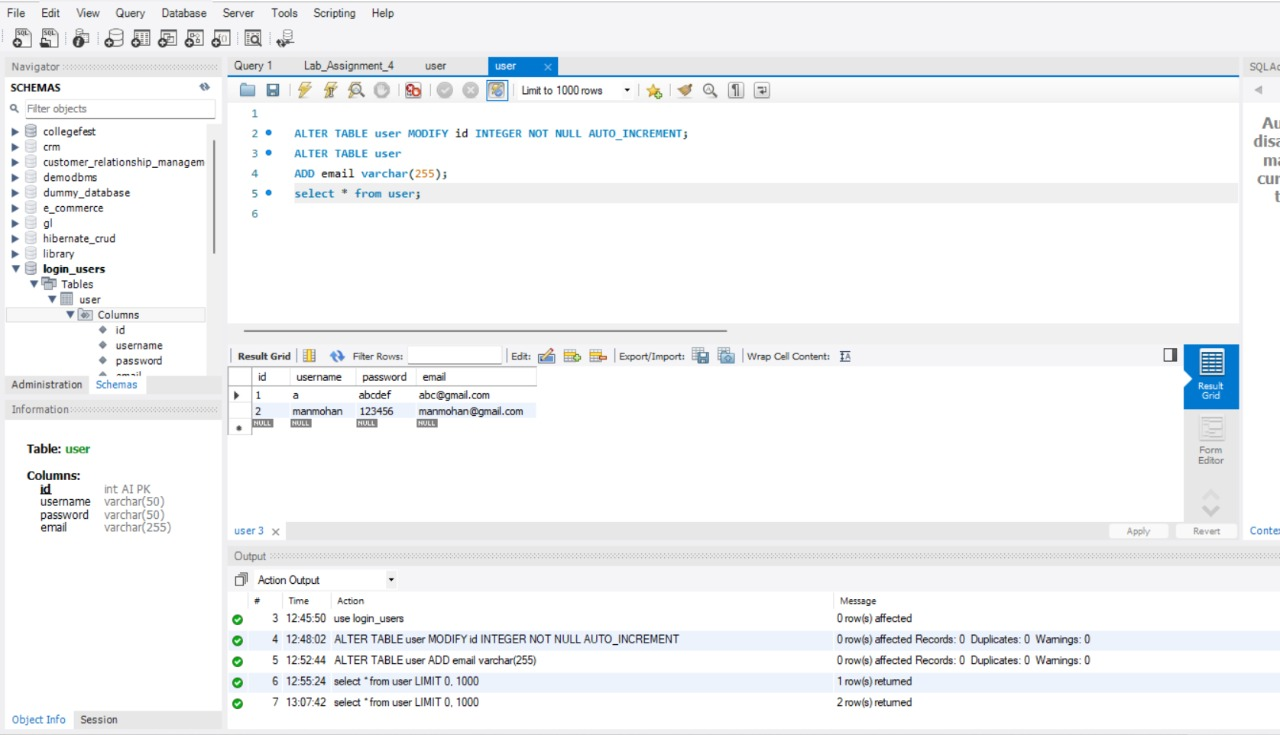 File Edit View Query Database Server Tools Scripting Help
Navigator
SCHEMAS
Filter objects
collegefest
crm
customer_relationship_managem
demodbms
dummy_database
e_commerce
gl
hibernate_crud
library
login_users
Tables
user
Columns
id
username
password
Administration Schemas
Information
Table: user
Columns:
id int AI PK
username varchar(50)
password varchar(50)
email varchar(255)
Object Info Session
Query 1 Lab_Assignment_4 user user
Limit to 1000 rows
1
2 ALTER TABLE user MODIFY id INTEGER NOT NULL AUTO_INCREMENT;
3 ALTER TABLE user
4 ADD email varchar(255);
5 select * from user;
6
Result Grid Filter Rows: Edit: Export/Import: Wrap Cell Content:
id username password email
1 a abcdef abc@gmail.com
2 manmohan 123456 manmohan@gmail.com
NULL NULL NULL NULL
Result
Grid
Form
Editor
user 3 Apply Revert
Output
Action Output
# Time Action Message
3 12:45:50 use login_users 0 row(s) affected
4 12:48:02 ALTER TABLE user MODIFY id INTEGER NOT NULL AUTO_INCREMENT 0 row(s) affected Records: 0 Duplicates: 0 Warnings: 0
5 12:52:44 ALTER TABLE user ADD email varchar(255) 0 row(s) affected Records: 0 Duplicates: 0 Warnings: 0
6 12:55:24 select * from user LIMIT 0, 1000 1 row(s) returned
7 13:07:42 select * from user LIMIT 0, 1000 2 row(s) returned